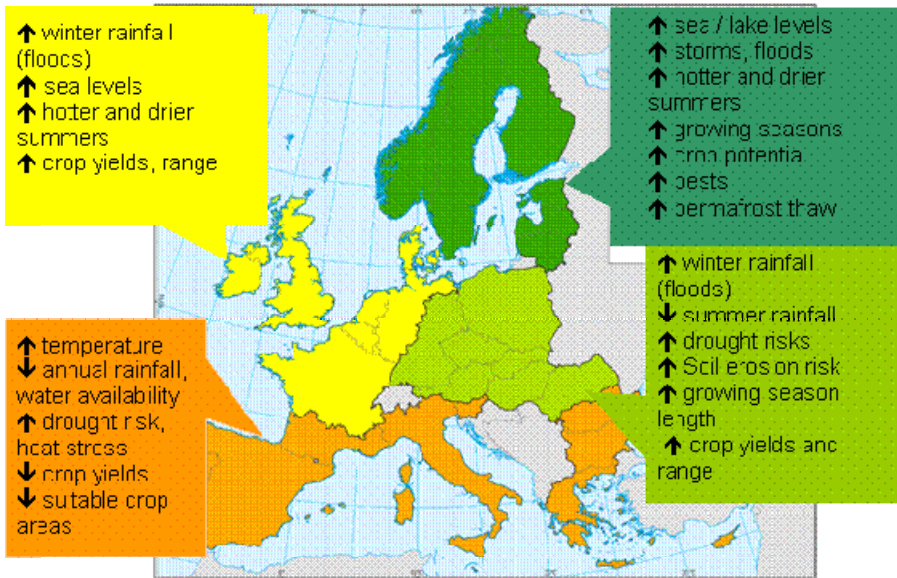 ↑ winter rainfall
(floods)
↑ sea levels
↑ hotter and drier
summers
↑ crop yields, range
↑ sea / lake levels
↑ storms, floods
↑ hotter and drier
summers
↑ growing seasons
↑ crop potential
↑ pests
↑ permafrost thaw
↑ temperature
↓ annual rainfall,
water availability
↑ drought risk,
heat stress
↓ crop yields
↓ suitable crop
areas
↑ winter rainfall
(floods)
↓ summer rainfall
↑ drought risks
↑ Soil erosion risk
↑ growing season
length
↑ crop yields and
range